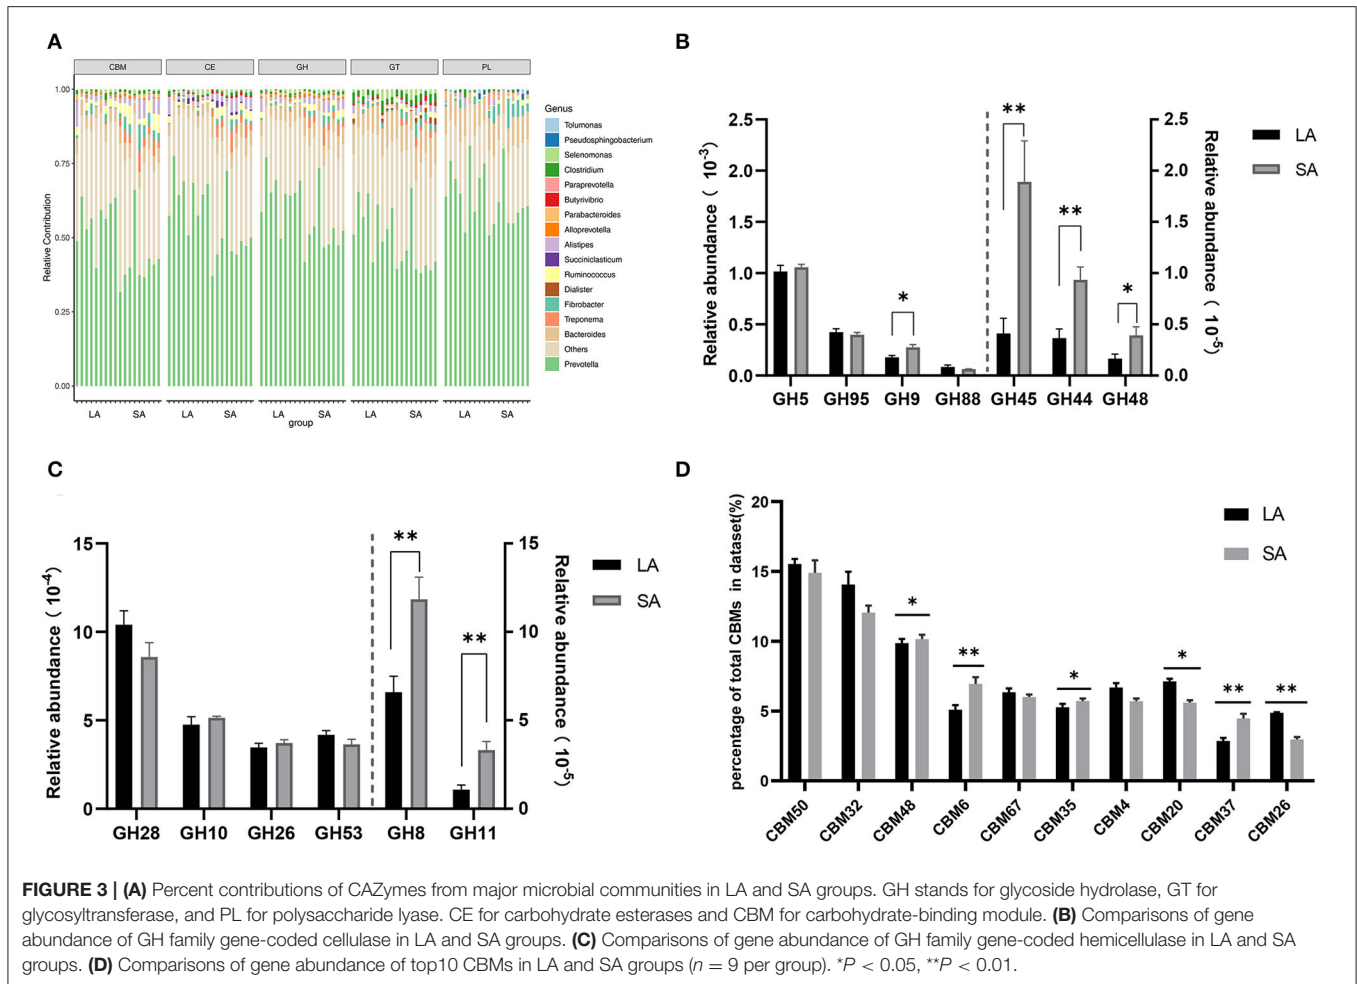 A
CBM CE GH GT PL
1.00
0.75
0.50
0.25
0.00
Relative Contribution
LA SA LA SA LA SA LA SA LA SA
group
Genus
Tolumonas
Pseudosphingobacterium
Selenomonas
Clostridium
Paraprevotella
Butyrivibrio
Parabacteroides
Alloprevotella
Alistipes
Succiniclasticum
Ruminococcus
Dialister
Fibrobacter
Treponema
Bacteroides
Others
Prevotella
B
Relative abundance ( 10-3)
2.5
2.0
1.5
1.0
0.5
0.0
* ** ** *
GH5 GH95 GH9 GH88 GH45 GH44 GH48
2.5
2.0
1.5
1.0
0.5
0.0
Relative abundance ( 10-5)
LA
SA
C
Relative abundance ( 10-4)
15
10
5
0
** **
GH28 GH10 GH26 GH53 GH8 GH11
15
10
5
0
Relative abundance ( 10-5)
LA
SA
D
percentage of total CBMs in dataset(%)
20
15
10
5
0
* ** * * ** **
CBM50 CBM32 CBM48 CBM6 CBM67 CBM35 CBM4 CBM20 CBM37 CBM26
LA
SA
FIGURE 3 | (A) Percent contributions of CAZymes from major microbial communities in LA and SA groups. GH stands for glycoside hydrolase, GT for
glycosyltransferase, and PL for polysaccharide lyase. CE for carbohydrate esterases and CBM for carbohydrate-binding module. (B) Comparisons of gene
abundance of GH family gene-coded cellulase in LA and SA groups. (C) Comparisons of gene abundance of GH family gene-coded hemicellulase in LA and SA
groups. (D) Comparisons of gene abundance of top10 CBMs in LA and SA groups (n = 9 per group). *P < 0.05, **P < 0.01.